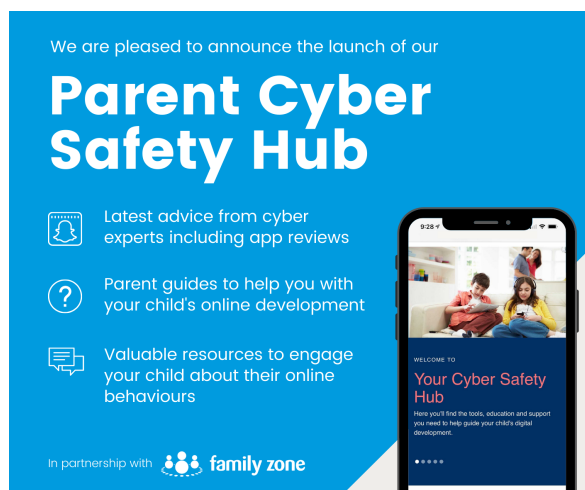 We are pleased to announce the launch of our
Parent Cyber
Safety Hub
Latest advice from cyber
experts including app reviews
?
Parent guides to help you with
your child's online development
Valuable resources to engage
your child about their online
behaviours
In partnership with family zone
9:28
WELCOME TO
Your Cyber Safety
Hub
Here you'll find the tools, education and support
you need to help guide your child's digital
development.